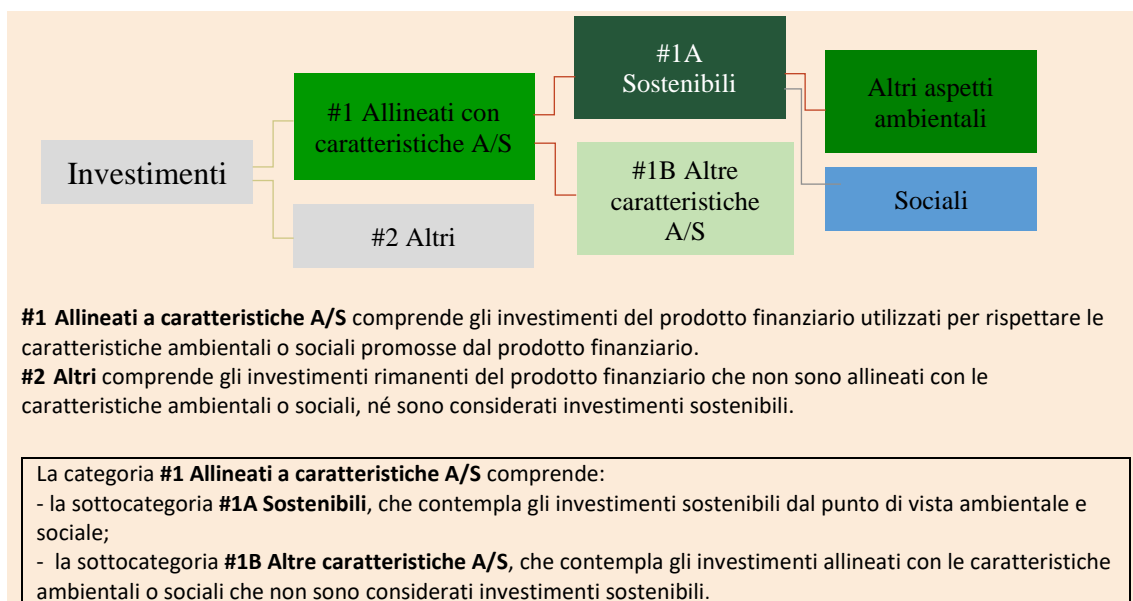 Investimenti
#1 Allineati con
caratteristiche A/S
#2 Altri
#1A
Sostenibili
#1B Altre
caratteristiche
A/S
Altri aspetti
ambientali
Sociali
#1 Allineati a caratteristiche A/S comprende gli investimenti del prodotto finanziario utilizzati per rispettare le
caratteristiche ambientali o sociali promosse dal prodotto finanziario.
#2 Altri comprende gli investimenti rimanenti del prodotto finanziario che non sono allineati con le
caratteristiche ambientali o sociali, né sono considerati investimenti sostenibili.
La categoria #1 Allineati a caratteristiche A/S comprende:
- la sottocategoria #1A Sostenibili, che contempla gli investimenti sostenibili dal punto di vista ambientale e
sociale;
- la sottocategoria #1B Altre caratteristiche A/S, che contempla gli investimenti allineati con le caratteristiche
ambientali o sociali che non sono considerati investimenti sostenibili.